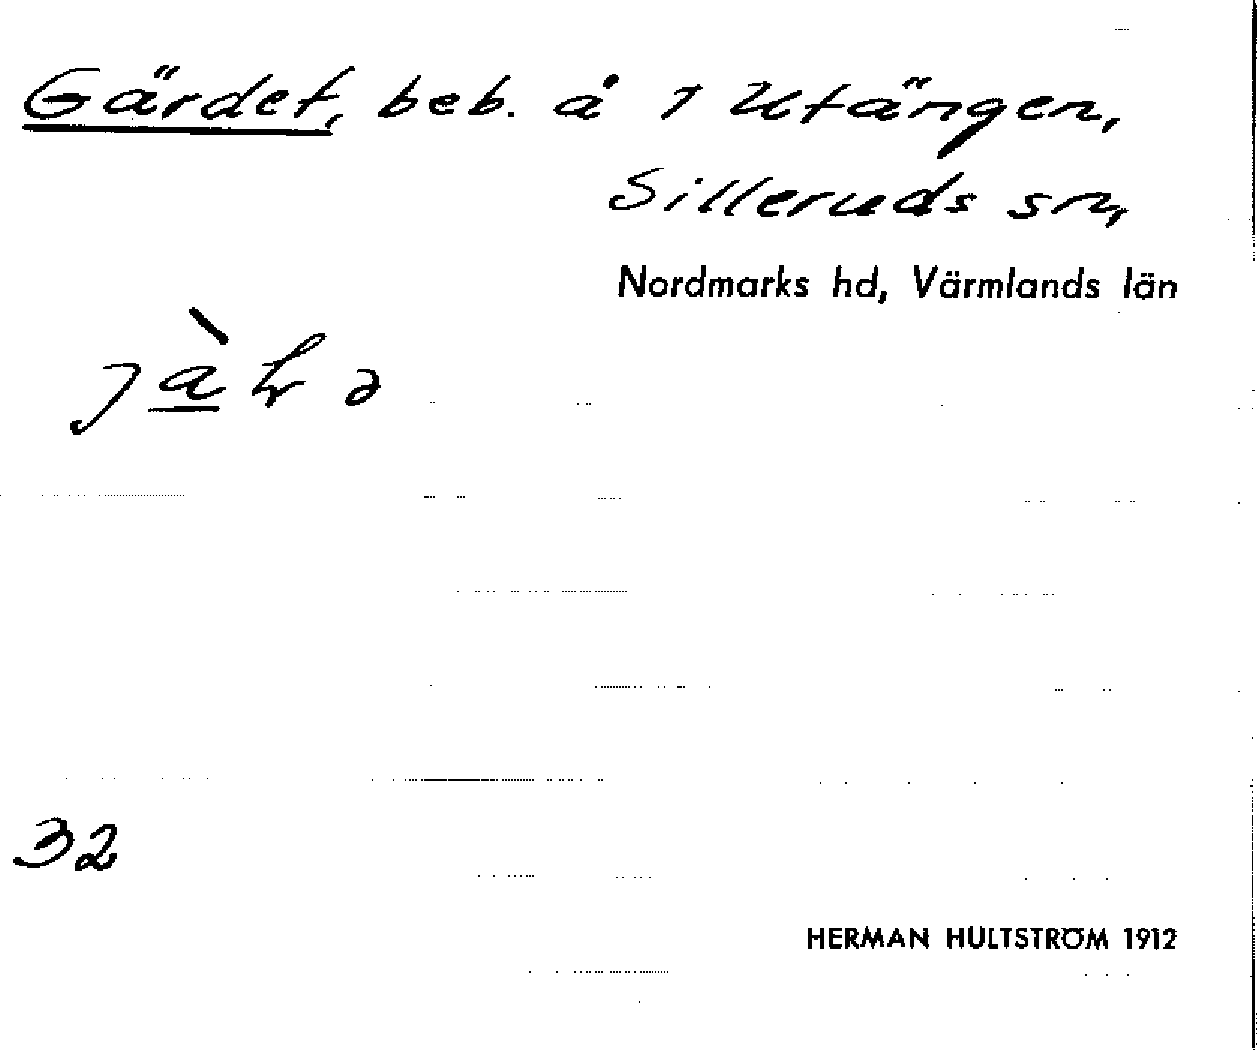 Gärdet, beb. å 1 Utängen,
Silleruds sn,
Nordmarks hd, Värmlands län
32
HERMAN HULTSTRÖM 1912